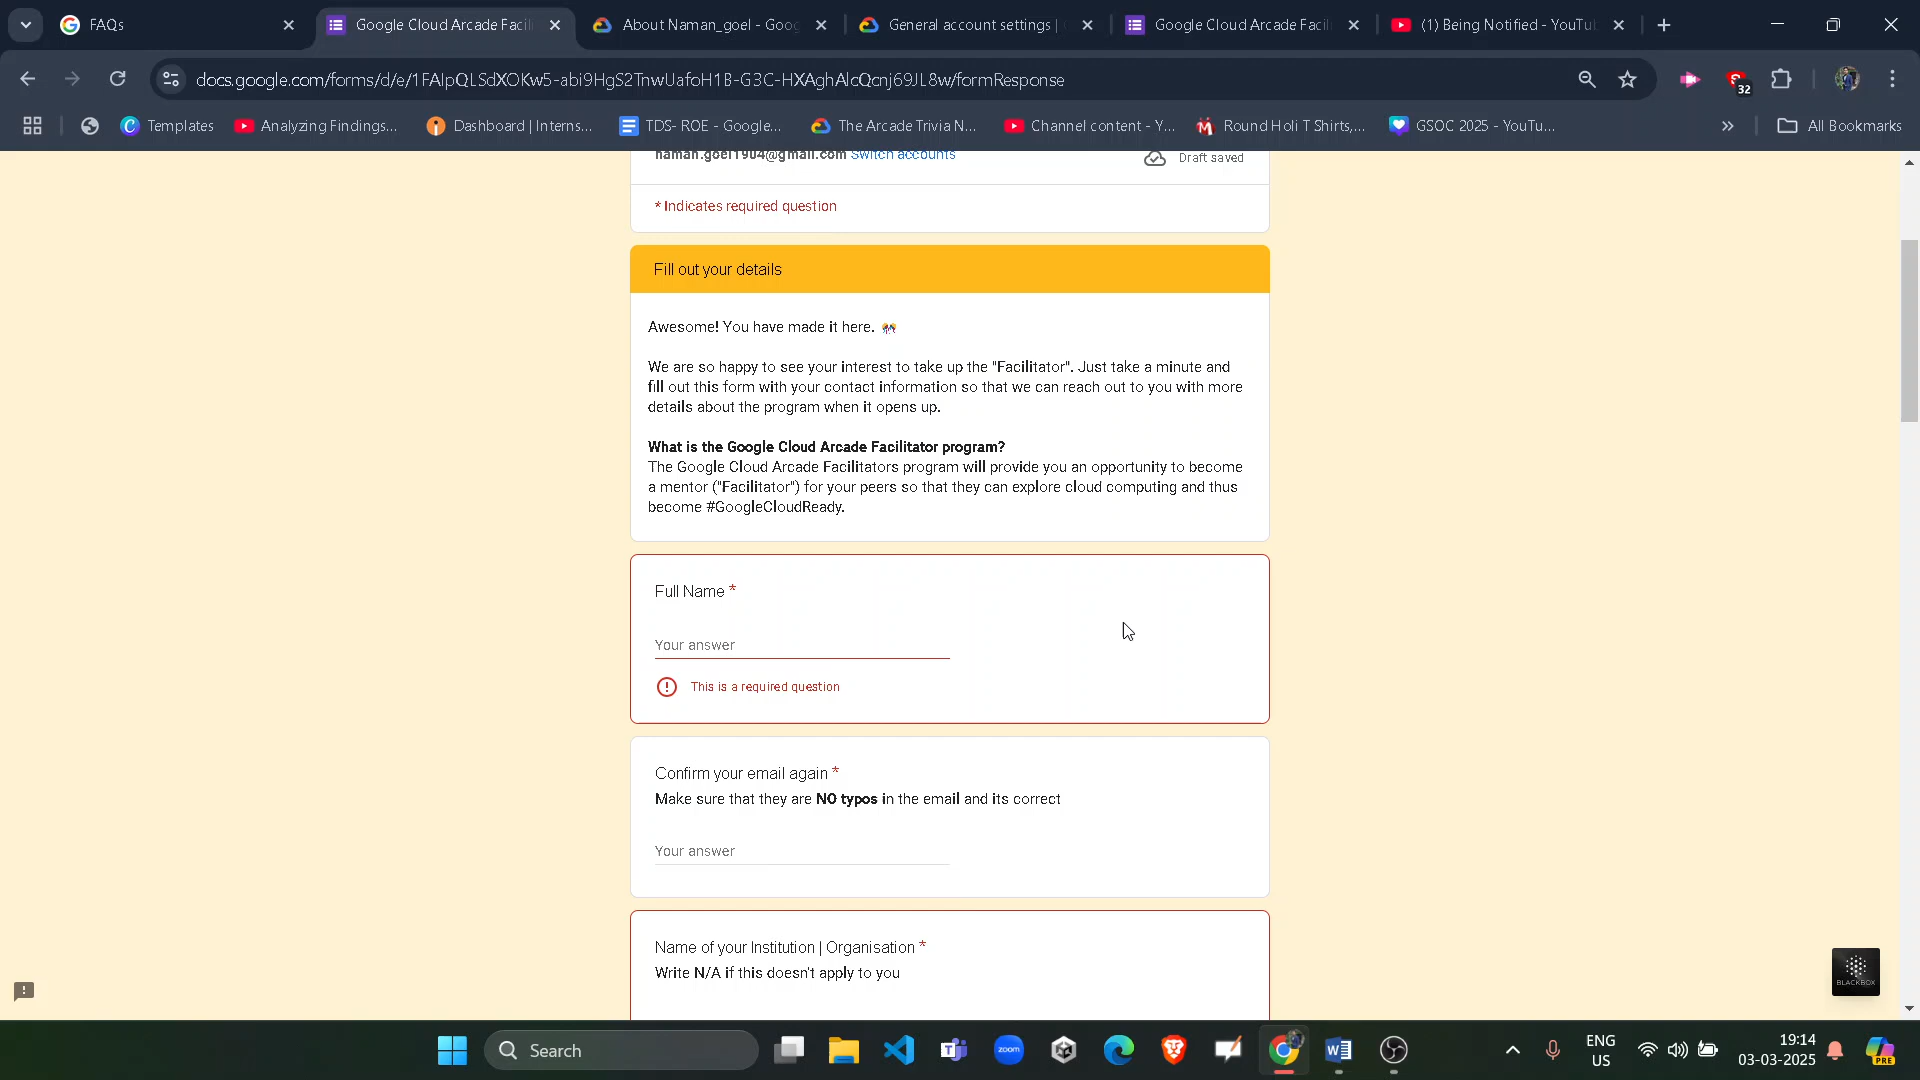 FAQs
Google Cloud Arcade Facil
About Naman_goel - Goog
General account settings |
Google Cloud Arcade Facil
(1) Being Notified - YouTu
docs.google.com/forms/d/e/1FAIpQLSdXOKw5-abi9HgS2TnwUafoH1B-G3C-HXAghAlcQcnj69JL8w/formResponse
32
Templates
Analyzing Findings...
Dashboard | Interns...
TDS- ROE - Google...
The Arcade Trivia N...
Channel content - Y...
Round Holi T Shirts,...
GSOC 2025 - YouTu...
All Bookmarks
naman.goel1904@gmail.com Switch accounts
Draft saved
* Indicates required question
Fill out your details
Awesome! You have made it here.
We are so happy to see your interest to take up the "Facilitator". Just take a minute and
fill out this form with your contact information so that we can reach out to you with more
details about the program when it opens up.
What is the Google Cloud Arcade Facilitator program?
The Google Cloud Arcade Facilitators program will provide you an opportunity to become
a mentor ("Facilitator") for your peers so that they can explore cloud computing and thus
become #GoogleCloudReady.
Full Name *
Your answer
This is a required question
Confirm your email again *
Make sure that they are NO typos in the email and its correct
Your answer
Name of your Institution | Organisation *
Write N/A if this doesn't apply to you
BLACKBOX
Search
zoom
ENG
US
19:14
03-03-2025
PRE